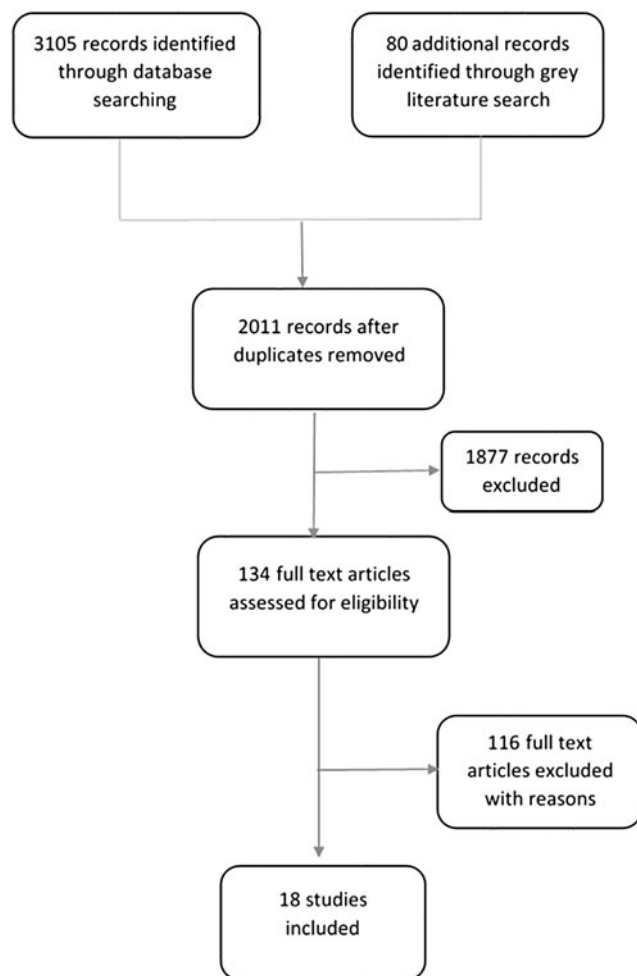 3105 records identified
through database
searching
80 additional records
identified through grey
literature search
2011 records after
duplicates removed
1877 records
excluded
134 full text articles
assessed for eligibility
116 full text
articles excluded
with reasons
18 studies
included